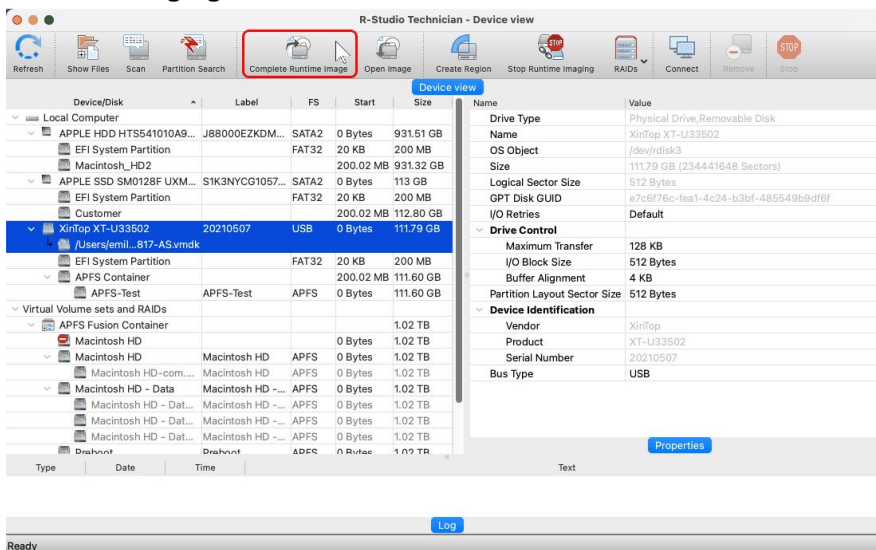 R-Studio Technician - Device view
Refresh Show Files Scan Partition Search Complete Runtime Image Open Image Create Region Stop Runtime Imaging RAIDs Connect Remove Stop
STOP
STOP
Device view
Device/Disk Label FS Start Size
Local Computer
APPLE HDD HTS541010A9... J88000EZKDM... SATA2 0 Bytes 931.51 GB
EFI System Partition FAT32 20 KB 200 MB
Macintosh_HD2 200.02 MB 931.32 GB
APPLE SSD SM0128F UXM... S1K3NYCG1057... SATA2 0 Bytes 113 GB
EFI System Partition FAT32 20 KB 200 MB
Customer 200.02 MB 112.80 GB
XinTop XT-U33502 20210507 USB 0 Bytes 111.79 GB
/Users/emil...817-AS.vmdk
EFI System Partition FAT32 20 KB 200 MB
APFS Container 200.02 MB 111.60 GB
APFS-Test APFS-Test APFS 0 Bytes 111.60 GB
Virtual Volume sets and RAIDs
APFS Fusion Container 1.02 TB
Macintosh HD 0 Bytes 1.02 TB
Macintosh HD Macintosh HD APFS 0 Bytes 1.02 TB
Macintosh HD-com.... Macintosh HD APFS 0 Bytes 1.02 TB
Macintosh HD - Data Macintosh HD -... APFS 0 Bytes 1.02 TB
Macintosh HD - Dat... Macintosh HD -... APFS 0 Bytes 1.02 TB
Macintosh HD - Dat... Macintosh HD -... APFS 0 Bytes 1.02 TB
Macintosh HD - Dat... Macintosh HD -... APFS 0 Bytes 1.02 TB
Preboot Preboot APFS 0 Bytes 1.02 TB
Name Value
Drive Type Physical Drive,Removable Disk
Name XinTop XT-U33502
OS Object /dev/rdisk3
Size 111.79 GB (234441648 Sectors)
Logical Sector Size 512 Bytes
GPT Disk GUID e7c6f76c-fea1-4c24-b3bf-485549b9df6f
I/O Retries Default
Drive Control
Maximum Transfer 128 KB
I/O Block Size 512 Bytes
Buffer Alignment 4 KB
Partition Layout Sector Size 512 Bytes
Device Identification
Vendor XinTop
Product XT-U33502
Serial Number 20210507
Bus Type USB
Properties
Type Date Time Text
Log
Ready